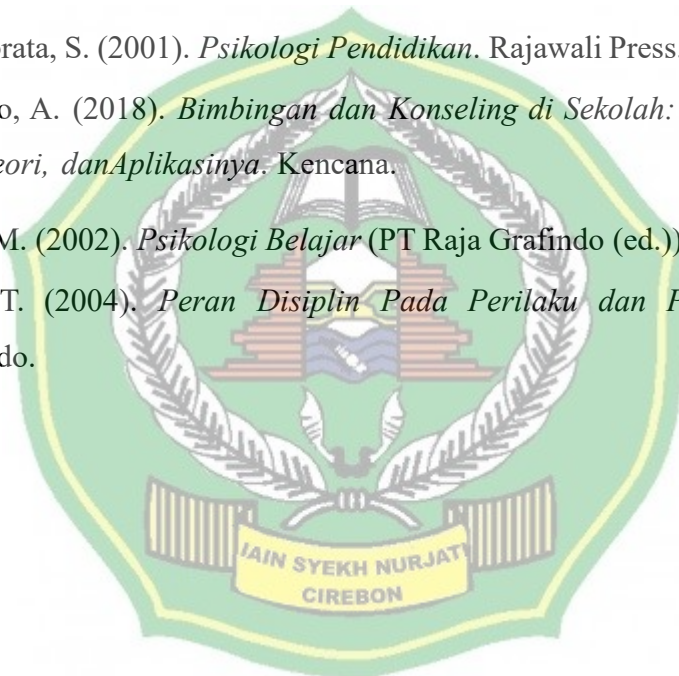 rata, S. (2001). Psikologi Pendidikan. Rajawali Press.
o, A. (2018). Bimbingan dan Konseling di Sekolah:
eori, danAplikasinya. Kencana.
M. (2002). Psikologi Belajar (PT Raja Grafindo (ed.))
T. (2004). Peran Disiplin Pada Perilaku dan P
do.
IAIN SYEKH NURJATI
CIREBON